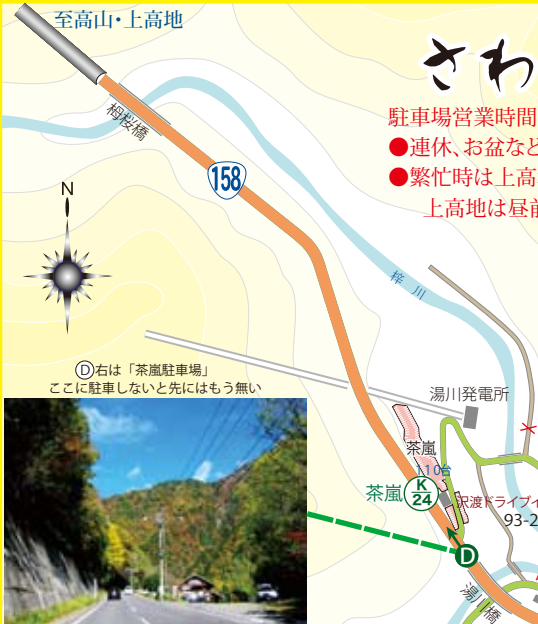 至高山・上高地
さわ
駐車場営業時間
●連休、お盆など
●繁忙時は上高
上高地は昼前
栂桜橋
158
N
梓川
Ⓓ右は「茶嵐駐車場」
ここに駐車しないと先にはもう無い
湯川発電所
茶嵐
110台
茶嵐
K
24
沢渡ドライブイ
93-2
D
湯川橋